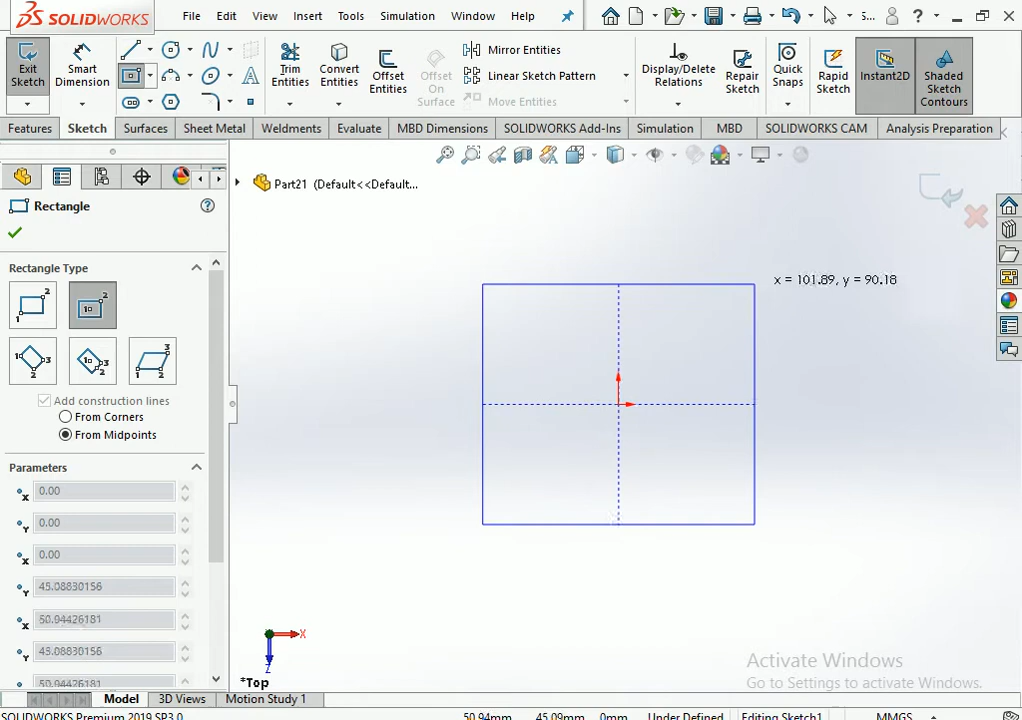 SOLIDWORKS File Edit View Insert Tools Simulation Window Help S... ?
Exit Sketch
Smart Dimension
Trim Entities
Convert Entities
Offset Entities
Offset On Surface
Mirror Entities
Linear Sketch Pattern
Move Entities
Display/Delete Relations
Repair Sketch
Quick Snaps
Rapid Sketch
Instant2D
Shaded Sketch Contours
Features Sketch Surfaces Sheet Metal Weldments Evaluate MBD Dimensions SOLIDWORKS Add-Ins Simulation MBD SOLIDWORKS CAM Analysis Preparation
Part21 (Default<<Default...
Rectangle
Rectangle Type
Add construction lines
From Corners
From Midpoints
Parameters
0.00
0.00
0.00
45.08830156
50.94426181
45.08830156
50.94426181
x = 101.89, y = 90.18
X
Z
*Top
Activate Windows
Go to Settings to activate Windows.
Model 3D Views Motion Study 1
SOLIDWORKS Premium 2019 SP3.0 50.94mm 45.09mm 0mm Under Defined Editing Sketch1 MMGS